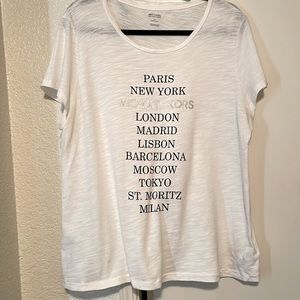 PARIS
NEW YORK
MICHAEL KORS
LONDON
MADRID
LISBON
BARCELONA
MOSCOW
TOKYO
ST. MORITZ
MILAN